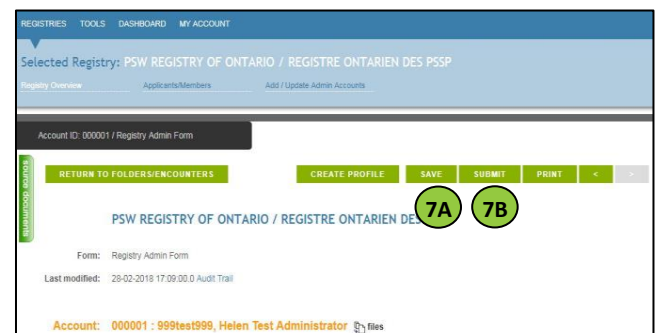 REGISTRIES TOOLS DASHBOARD MY ACCOUNT
Selected Registry: PSW REGISTRY OF ONTARIO / REGISTRE ONTARIEN DES PSSP
Registry Overview Applicants/Members Add / Update Admin Accounts
Account ID: 000001 / Registry Admin Form
source documents
RETURN TO FOLDERS/ENCOUNTERS CREATE PROFILE SAVE SUBMIT PRINT < >
7A 7B
PSW REGISTRY OF ONTARIO / REGISTRE ONTARIEN DES
Form: Registry Admin Form
Last modified: 28-02-2018 17:09:00.0 Audit Trail
Account: 000001 : 999test999, Helen Test Administrator files